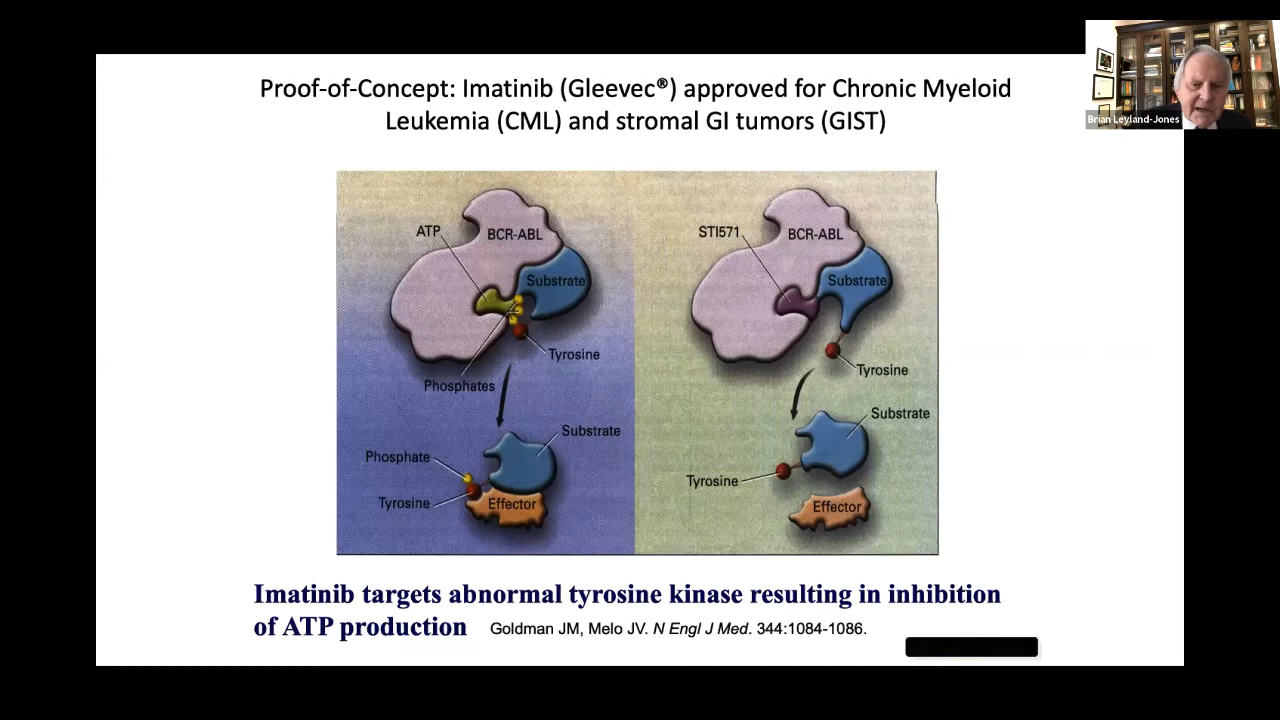 Proof-of-Concept: Imatinib (Gleevec®) approved for Chronic Myeloid
Leukemia (CML) and stromal GI tumors (GIST)
Brian Leyland-Jones
ATP
BCR-ABL
Substrate
Tyrosine
Phosphates
Substrate
Phosphate
Tyrosine
Effector
STI571
BCR-ABL
Substrate
Tyrosine
Substrate
Tyrosine
Effector
Imatinib targets abnormal tyrosine kinase resulting in inhibition
of ATP production Goldman JM, Melo JV. N Engl J Med. 344:1084-1086.